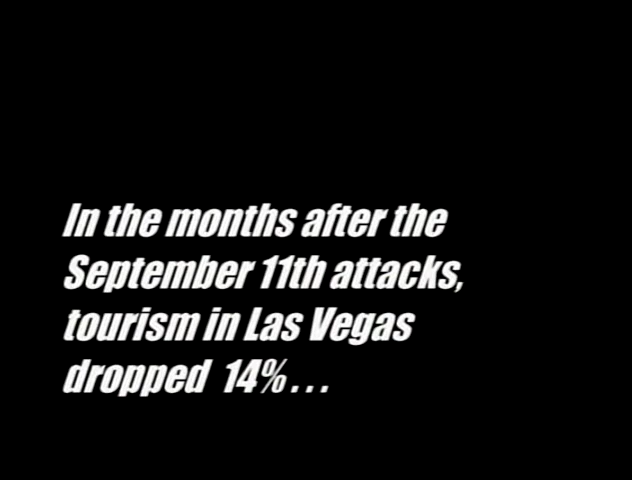 In the months after the
September 11th attacks,
tourism in Las Vegas
dropped 14% . . .